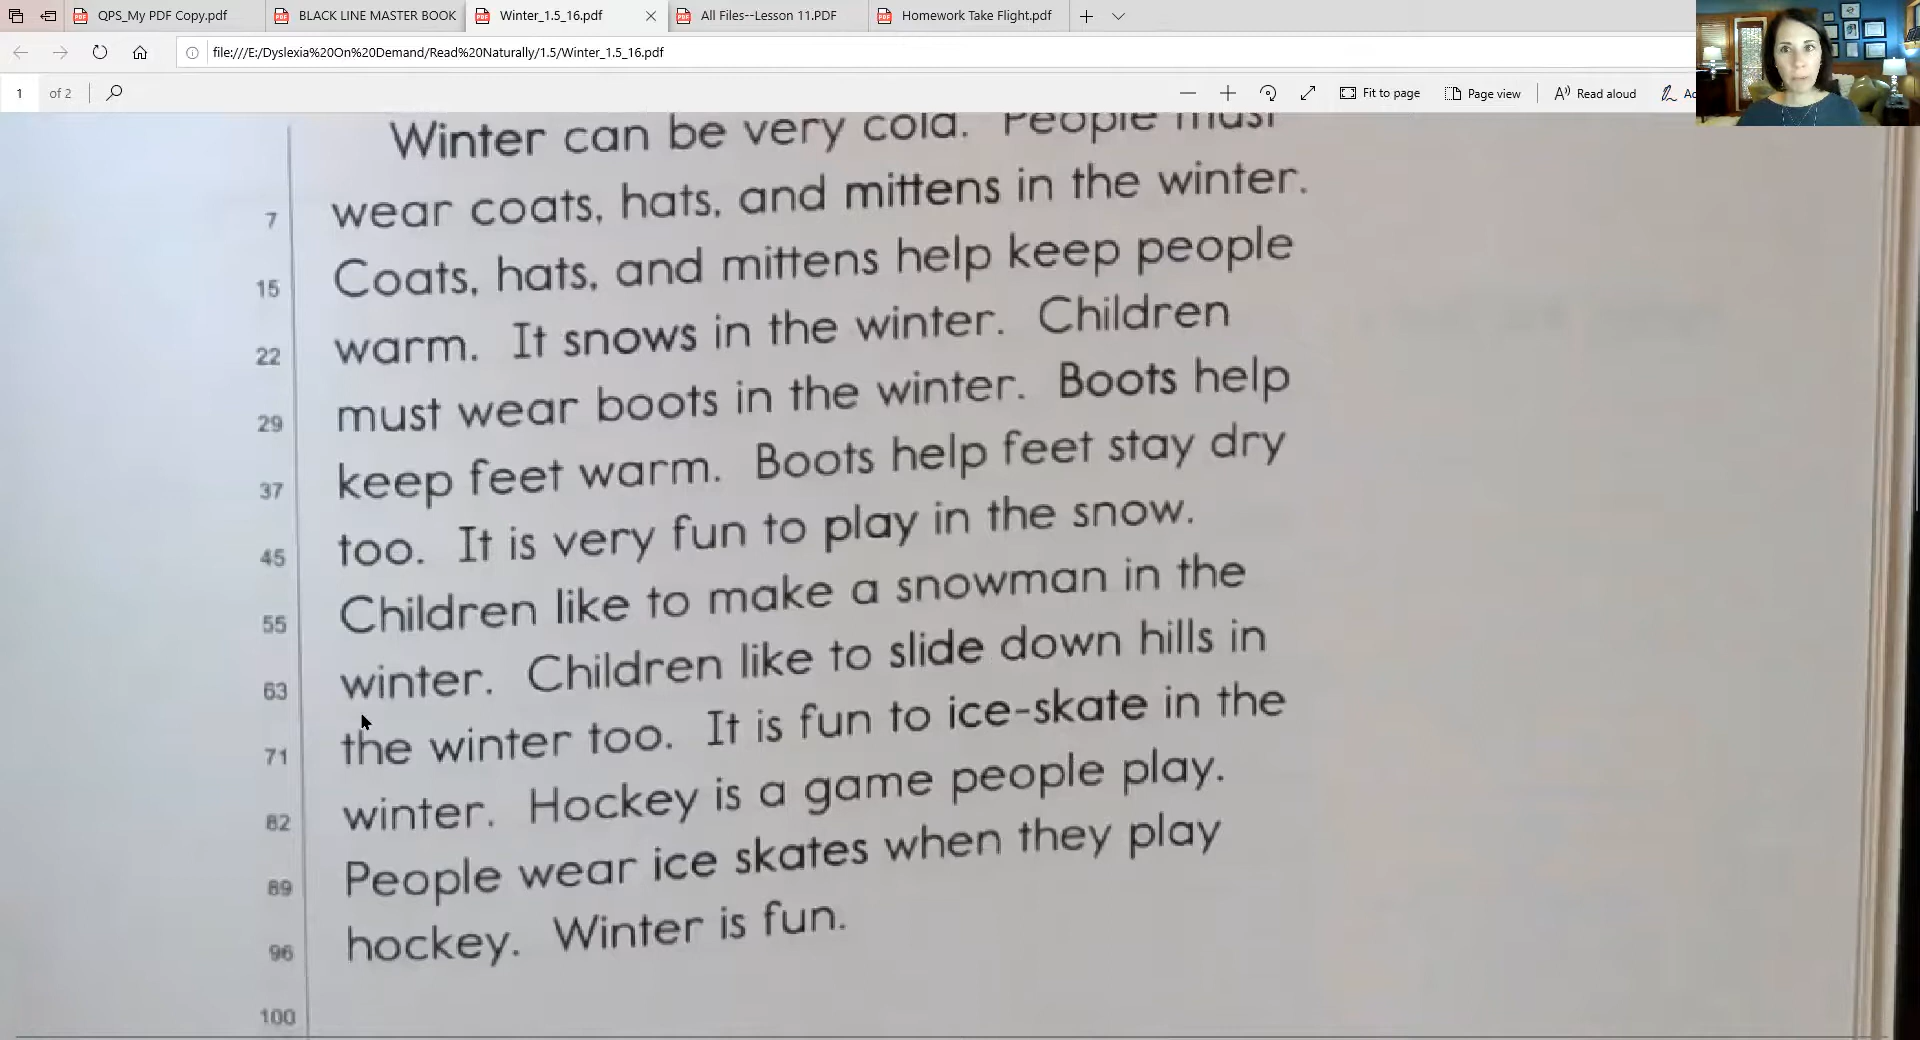 QPS_My PDF Copy.pdf
BLACK LINE MASTER BOOK
Winter_1.5_16.pdf
All Files--Lesson 11.PDF
Homework Take Flight.pdf
file:///E:/Dyslexia%20On%20Demand/Read%20Naturally/1.5/Winter_1.5_16.pdf
1 of 2
Fit to page
Page view
Read aloud
Winter can be very cold. People must
7 wear coats, hats, and mittens in the winter.
15 Coats, hats, and mittens help keep people
22 warm. It snows in the winter. Children
29 must wear boots in the winter. Boots help
37 keep feet warm. Boots help feet stay dry
45 too. It is very fun to play in the snow.
55 Children like to make a snowman in the
63 winter. Children like to slide down hills in
71 the winter too. It is fun to ice-skate in the
82 winter. Hockey is a game people play.
89 People wear ice skates when they play
96 hockey. Winter is fun.
100